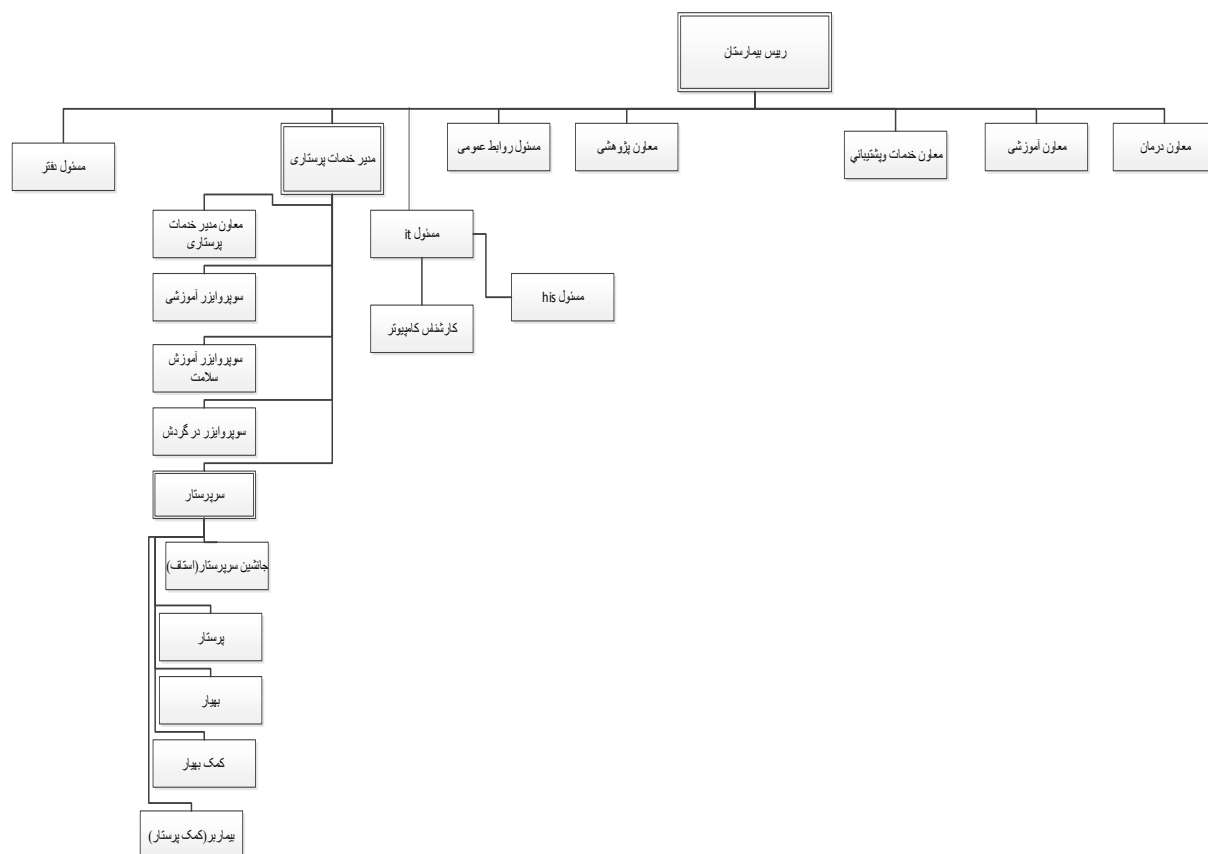 رییس بیمارستان
معاون درمان
معاون آموزشی
معاون خدمات وپشتیبانی
معاون پژوهشی
مسئول روابط عمومی
مدیر خدمات پرستاری
مسئول دفتر
مسئول it
مسئول his
کارشناس کامپیوتر
معاون مدیر خدمات
پرستاری
سوپروایزر آموزشی
سوپروایزر آموزش
سلامت
سوپروایزر در گردش
سرپرستار
جانشین سرپرستار(استاف)
پرستار
بهیار
کمک بهیار
بیماربر(کمک پرستار)